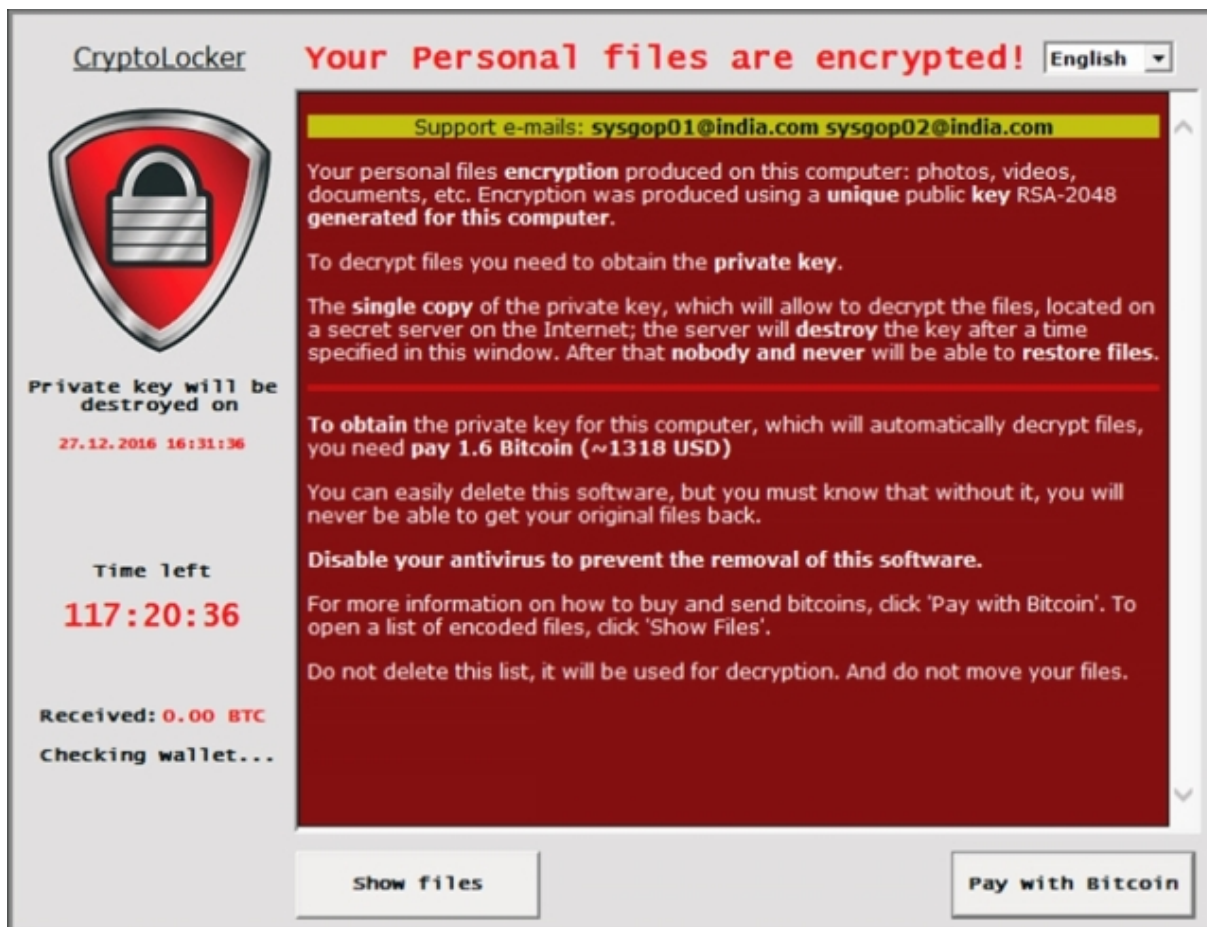 CryptoLocker
Your Personal files are encrypted!
English
Support e-mails: sysgop01@india.com sysgop02@india.com
Your personal files encryption produced on this computer: photos, videos,
documents, etc. Encryption was produced using a unique public key RSA-2048
generated for this computer.
To decrypt files you need to obtain the private key.
The single copy of the private key, which will allow to decrypt the files, located on
a secret server on the Internet; the server will destroy the key after a time
specified in this window. After that nobody and never will be able to restore files.
To obtain the private key for this computer, which will automatically decrypt files,
you need pay 1.6 Bitcoin (~1318 USD)
You can easily delete this software, but you must know that without it, you will
never be able to get your original files back.
Disable your antivirus to prevent the removal of this software.
For more information on how to buy and send bitcoins, click 'Pay with Bitcoin'. To
open a list of encoded files, click 'Show Files'.
Do not delete this list, it will be used for decryption. And do not move your files.
Private key will be
destroyed on
27.12.2016 16:31:36
Time left
117:20:36
Received: 0.00 BTC
Checking wallet...
Show files
Pay with Bitcoin